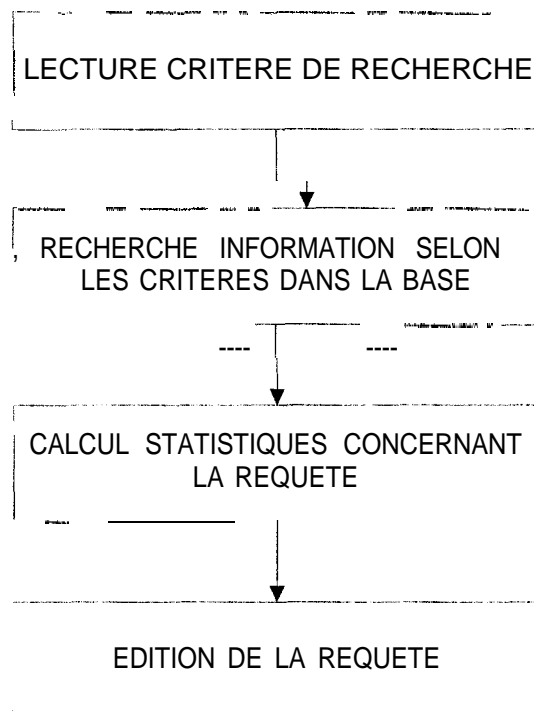 LECTURE CRITERE DE RECHERCHE
RECHERCHE INFORMATION SELON
LES CRITERES DANS LA BASE
CALCUL STATISTIQUES CONCERNANT
LA REQUETE
EDITION DE LA REQUETE